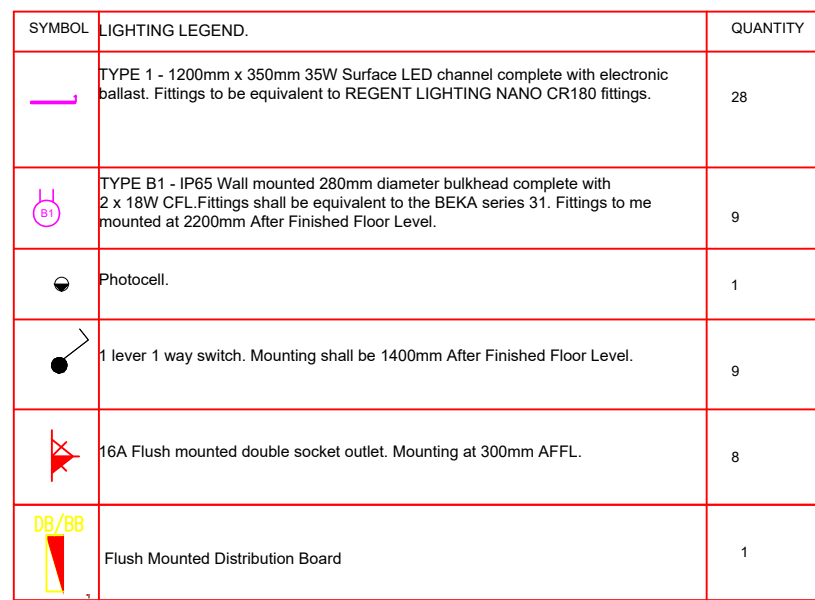 SYMBOL LIGHTING LEGEND. QUANTITY
TYPE 1 - 1200mm x 350mm 35W Surface LED channel complete with electronic
ballast. Fittings to be equivalent to REGENT LIGHTING NANO CR180 fittings.
1
28
TYPE B1 - IP65 Wall mounted 280mm diameter bulkhead complete with
2 x 18W CFL.Fittings shall be equivalent to the BEKA series 31. Fittings to me
mounted at 2200mm After Finished Floor Level.
B1
9
Photocell.
1
1 lever 1 way switch. Mounting shall be 1400mm After Finished Floor Level.
9
16A Flush mounted double socket outlet. Mounting at 300mm AFFL.
8
DB/BB
Flush Mounted Distribution Board
1